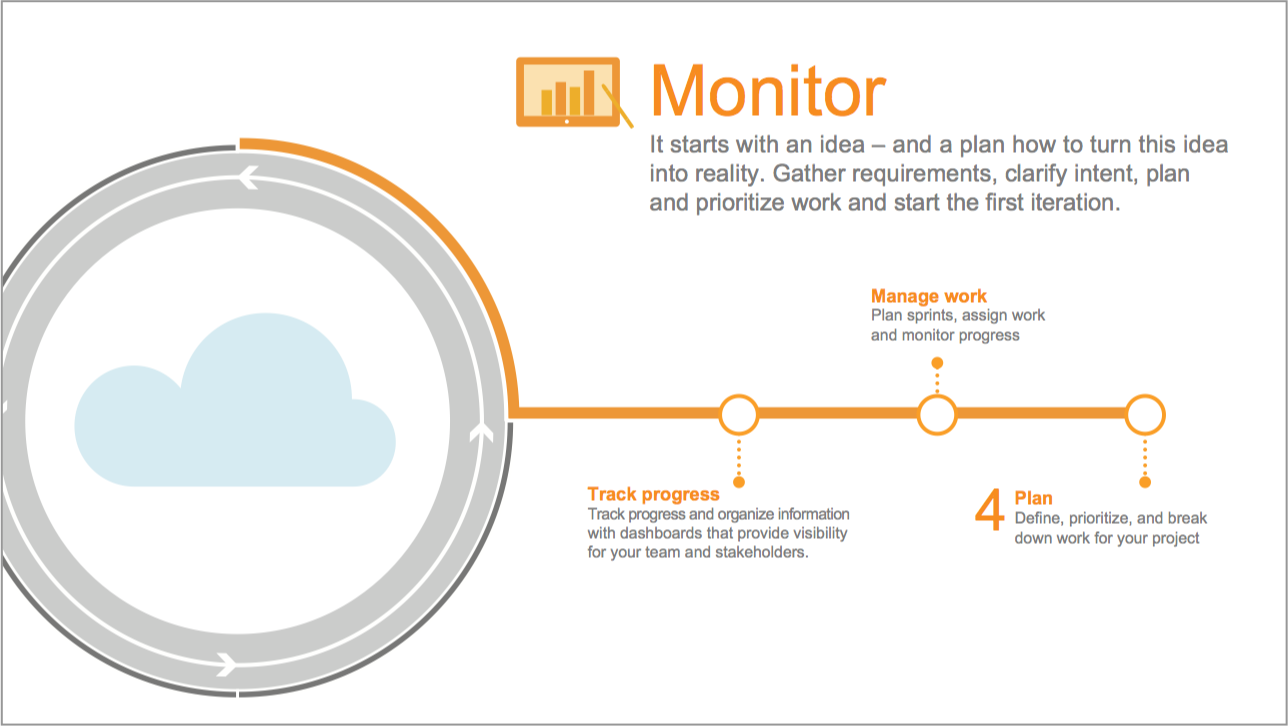 Monitor
It starts with an idea – and a plan how to turn this idea
into reality. Gather requirements, clarify intent, plan
and prioritize work and start the first iteration.
Manage work
Plan sprints, assign work
and monitor progress
Track progress
Track progress and organize information
with dashboards that provide visibility
for your team and stakeholders.
4
Plan
Define, prioritize, and break
down work for your project